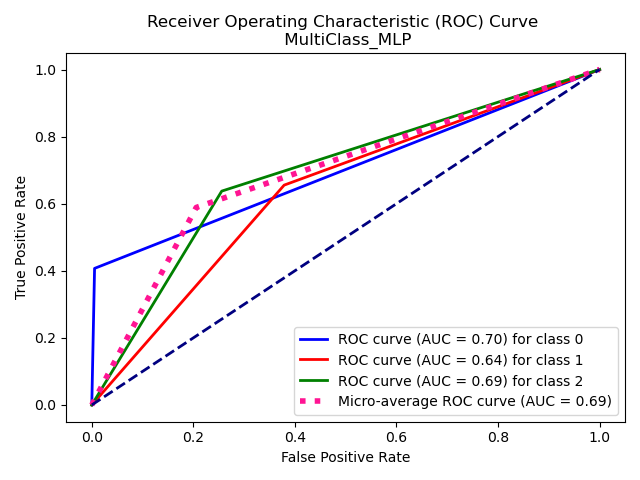 Receiver Operating Characteristic (ROC) Curve
MultiClass_MLP
True Positive Rate
1.0
0.8
0.6
0.4
0.2
0.0
ROC curve (AUC = 0.70) for class 0
ROC curve (AUC = 0.64) for class 1
ROC curve (AUC = 0.69) for class 2
Micro-average ROC curve (AUC = 0.69)
0.0 0.2 0.4 0.6 0.8 1.0
False Positive Rate